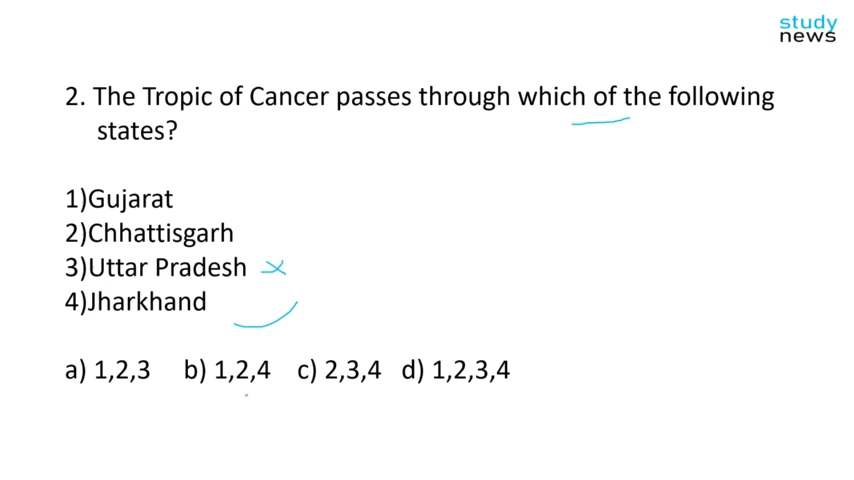 study
news
2. The Tropic of Cancer passes through which of the following
states?
1)Gujarat
2)Chhattisgarh
3)Uttar Pradesh
4)Jharkhand
a) 1,2,3 b) 1,2,4 c) 2,3,4 d) 1,2,3,4